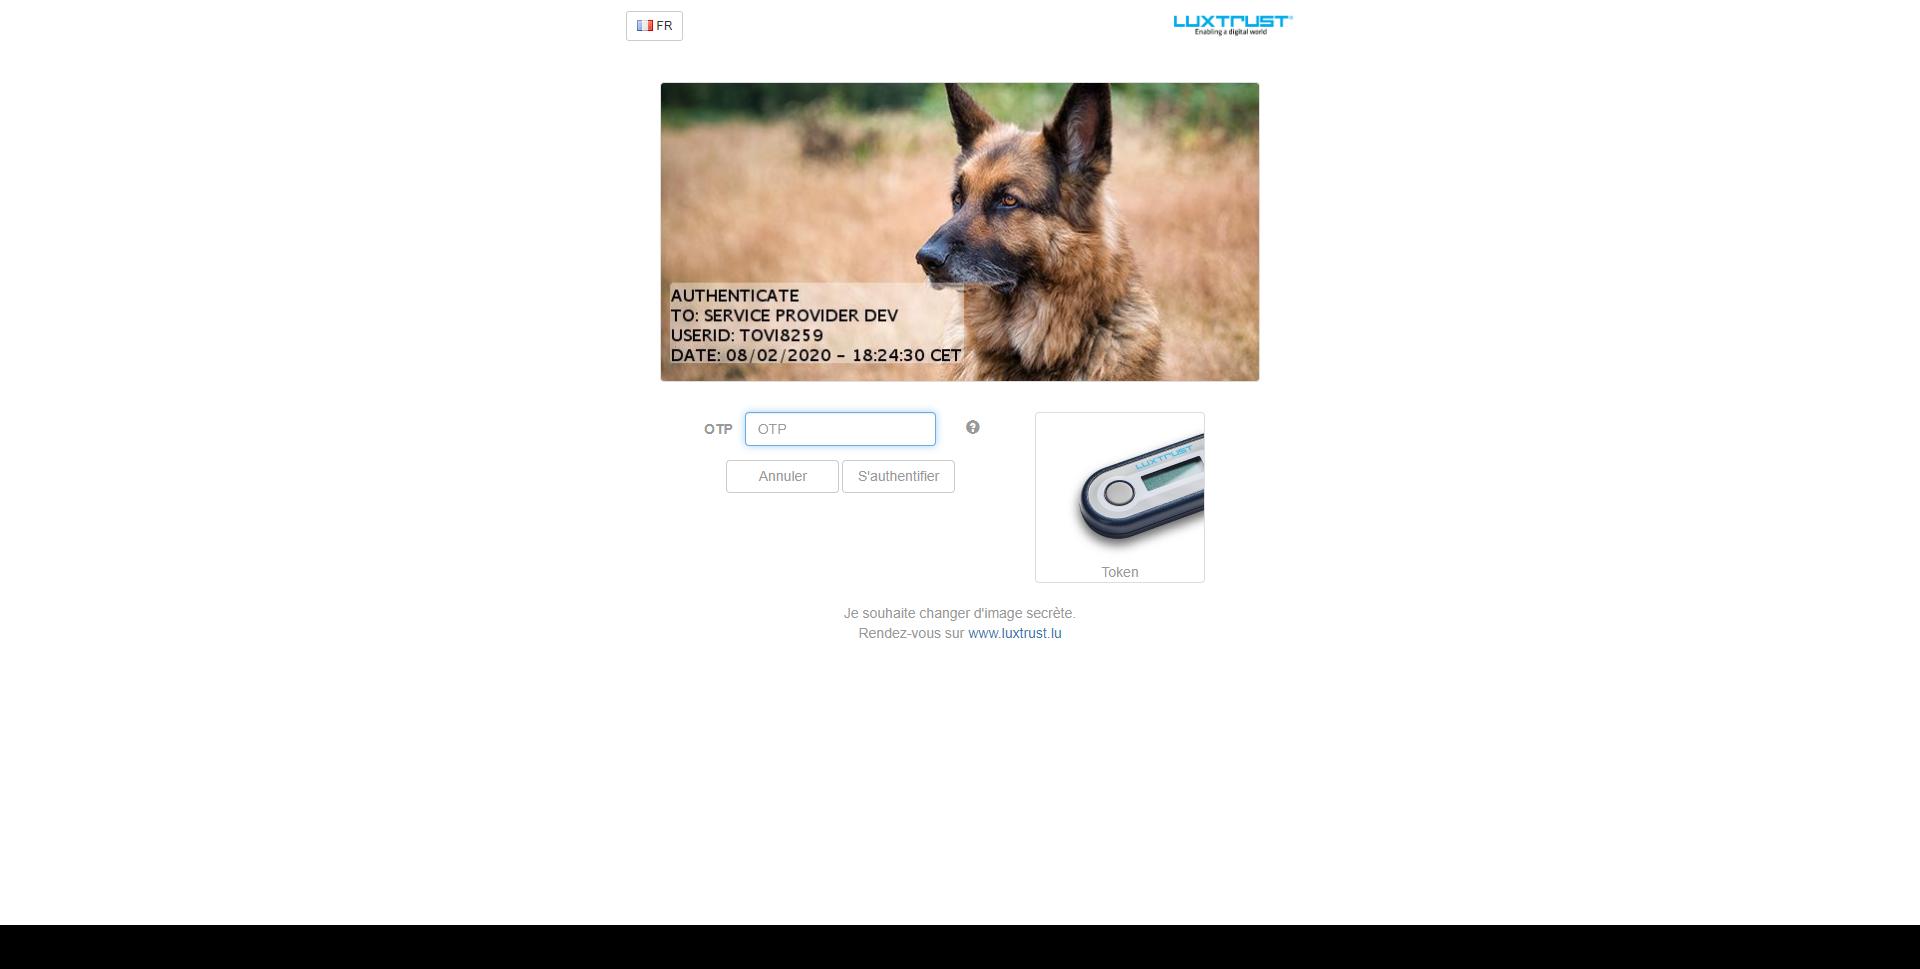 FR
LUXTRUST
Enabling a digital world
AUTHENTICATE
TO: SERVICE PROVIDER DEV
USERID: TOVI8259
DATE: 08/02/2020 - 18:24:30 CET
OTP
OTP
Annuler
S'authentifier
LUXTRUST
Token
Je souhaite changer d'image secrète.
Rendez-vous sur www.luxtrust.lu